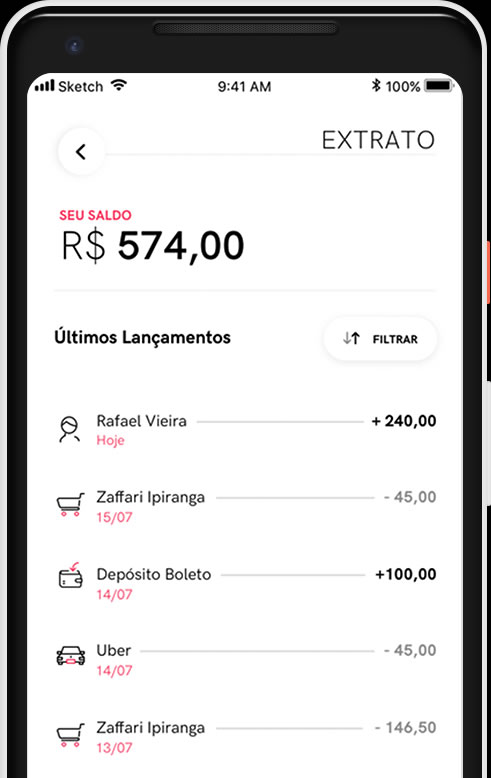 Sketch 9:41 AM 100%
EXTRATO
SEU SALDO
R$ 574,00
Últimos Lançamentos FILTRAR
Rafael Vieira + 240,00
Hoje
Zaffari Ipiranga - 45,00
15/07
Depósito Boleto +100,00
14/07
Uber - 45,00
14/07
Zaffari Ipiranga - 146,50
13/07